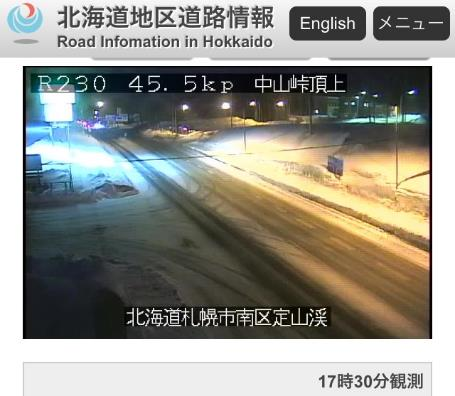 北海道地区道路情報
Road Infomation in Hokkaido
English
メニュー
R230 45.5kp 中山峠頂上
北海道札幌市南区定山渓
17時30分観測